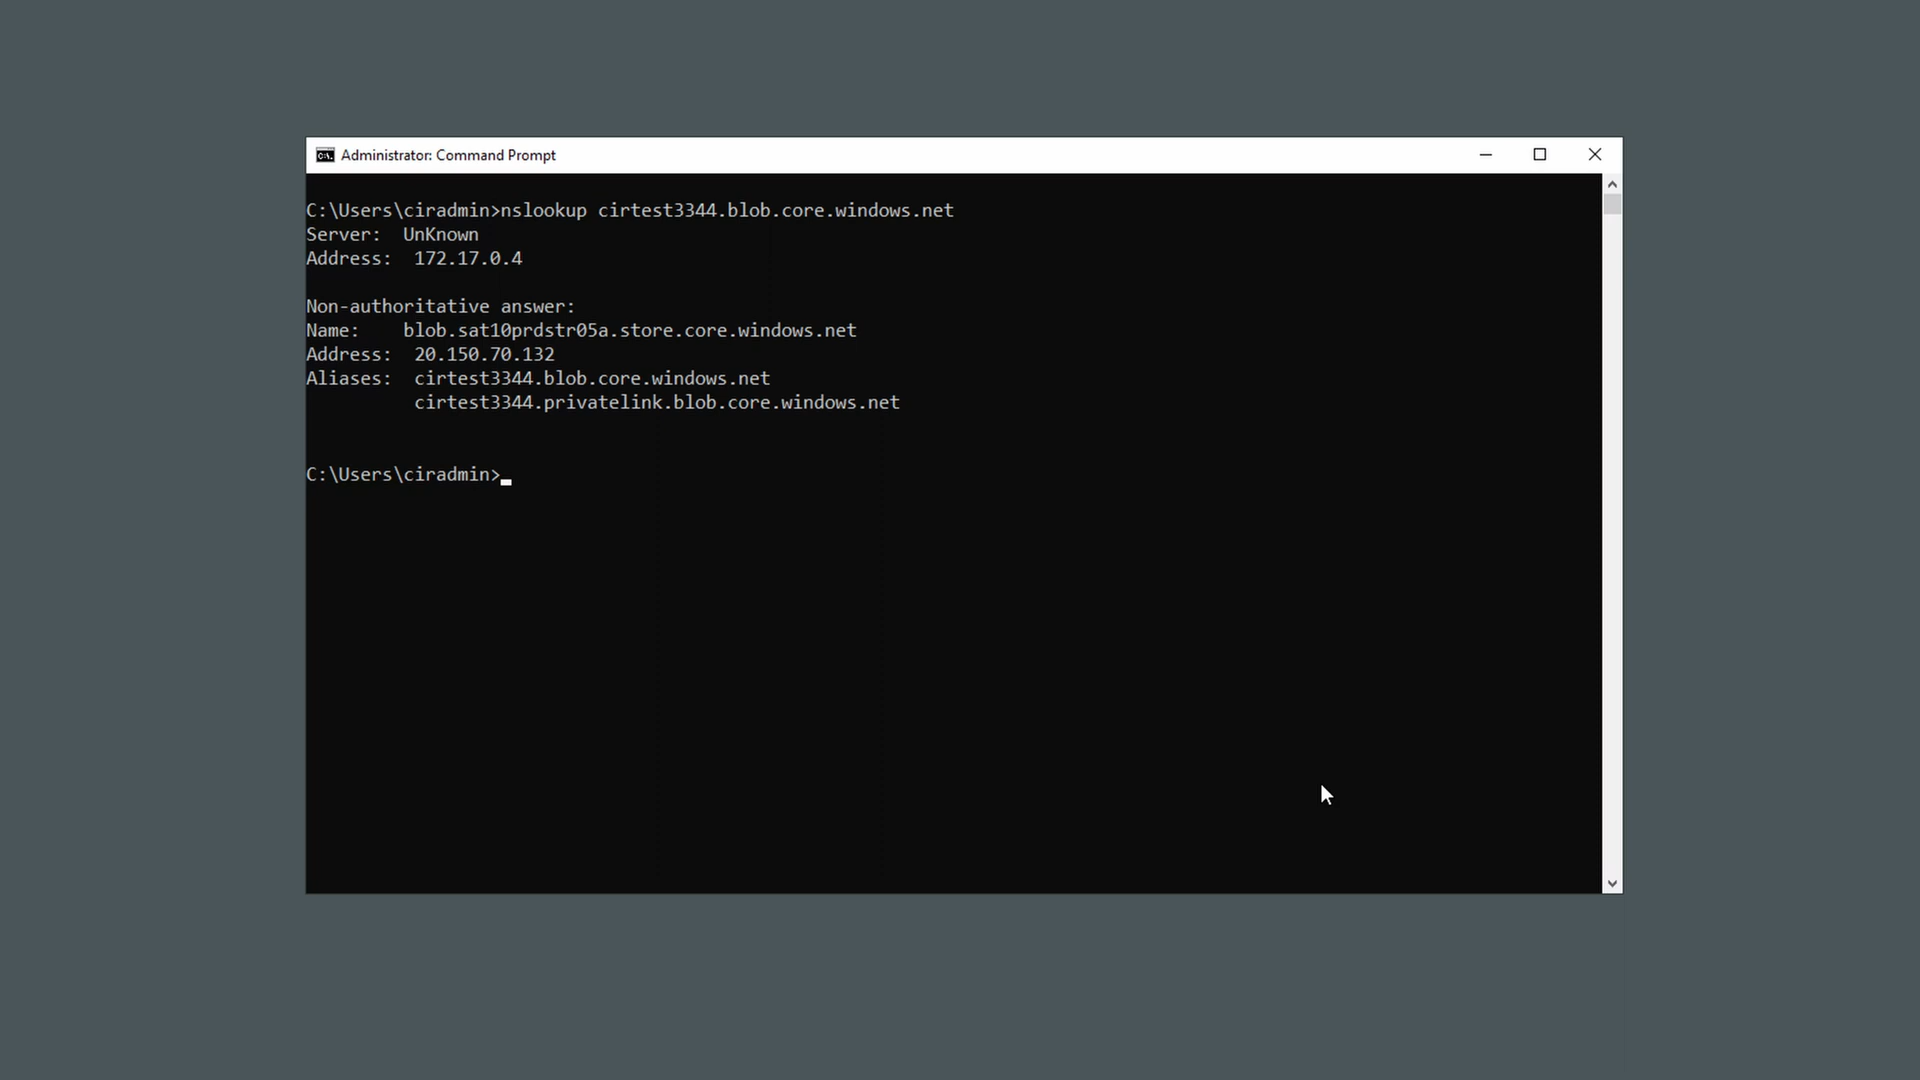 Administrator: Command Prompt
C:\Users\ciradmin>nslookup cirtest3344.blob.core.windows.net
Server:  UnKnown
Address:  172.17.0.4
Non-authoritative answer:
Name:    blob.sat10prdstr05a.store.core.windows.net
Address:  20.150.70.132
Aliases:  cirtest3344.blob.core.windows.net
cirtest3344.privatelink.blob.core.windows.net
C:\Users\ciradmin>